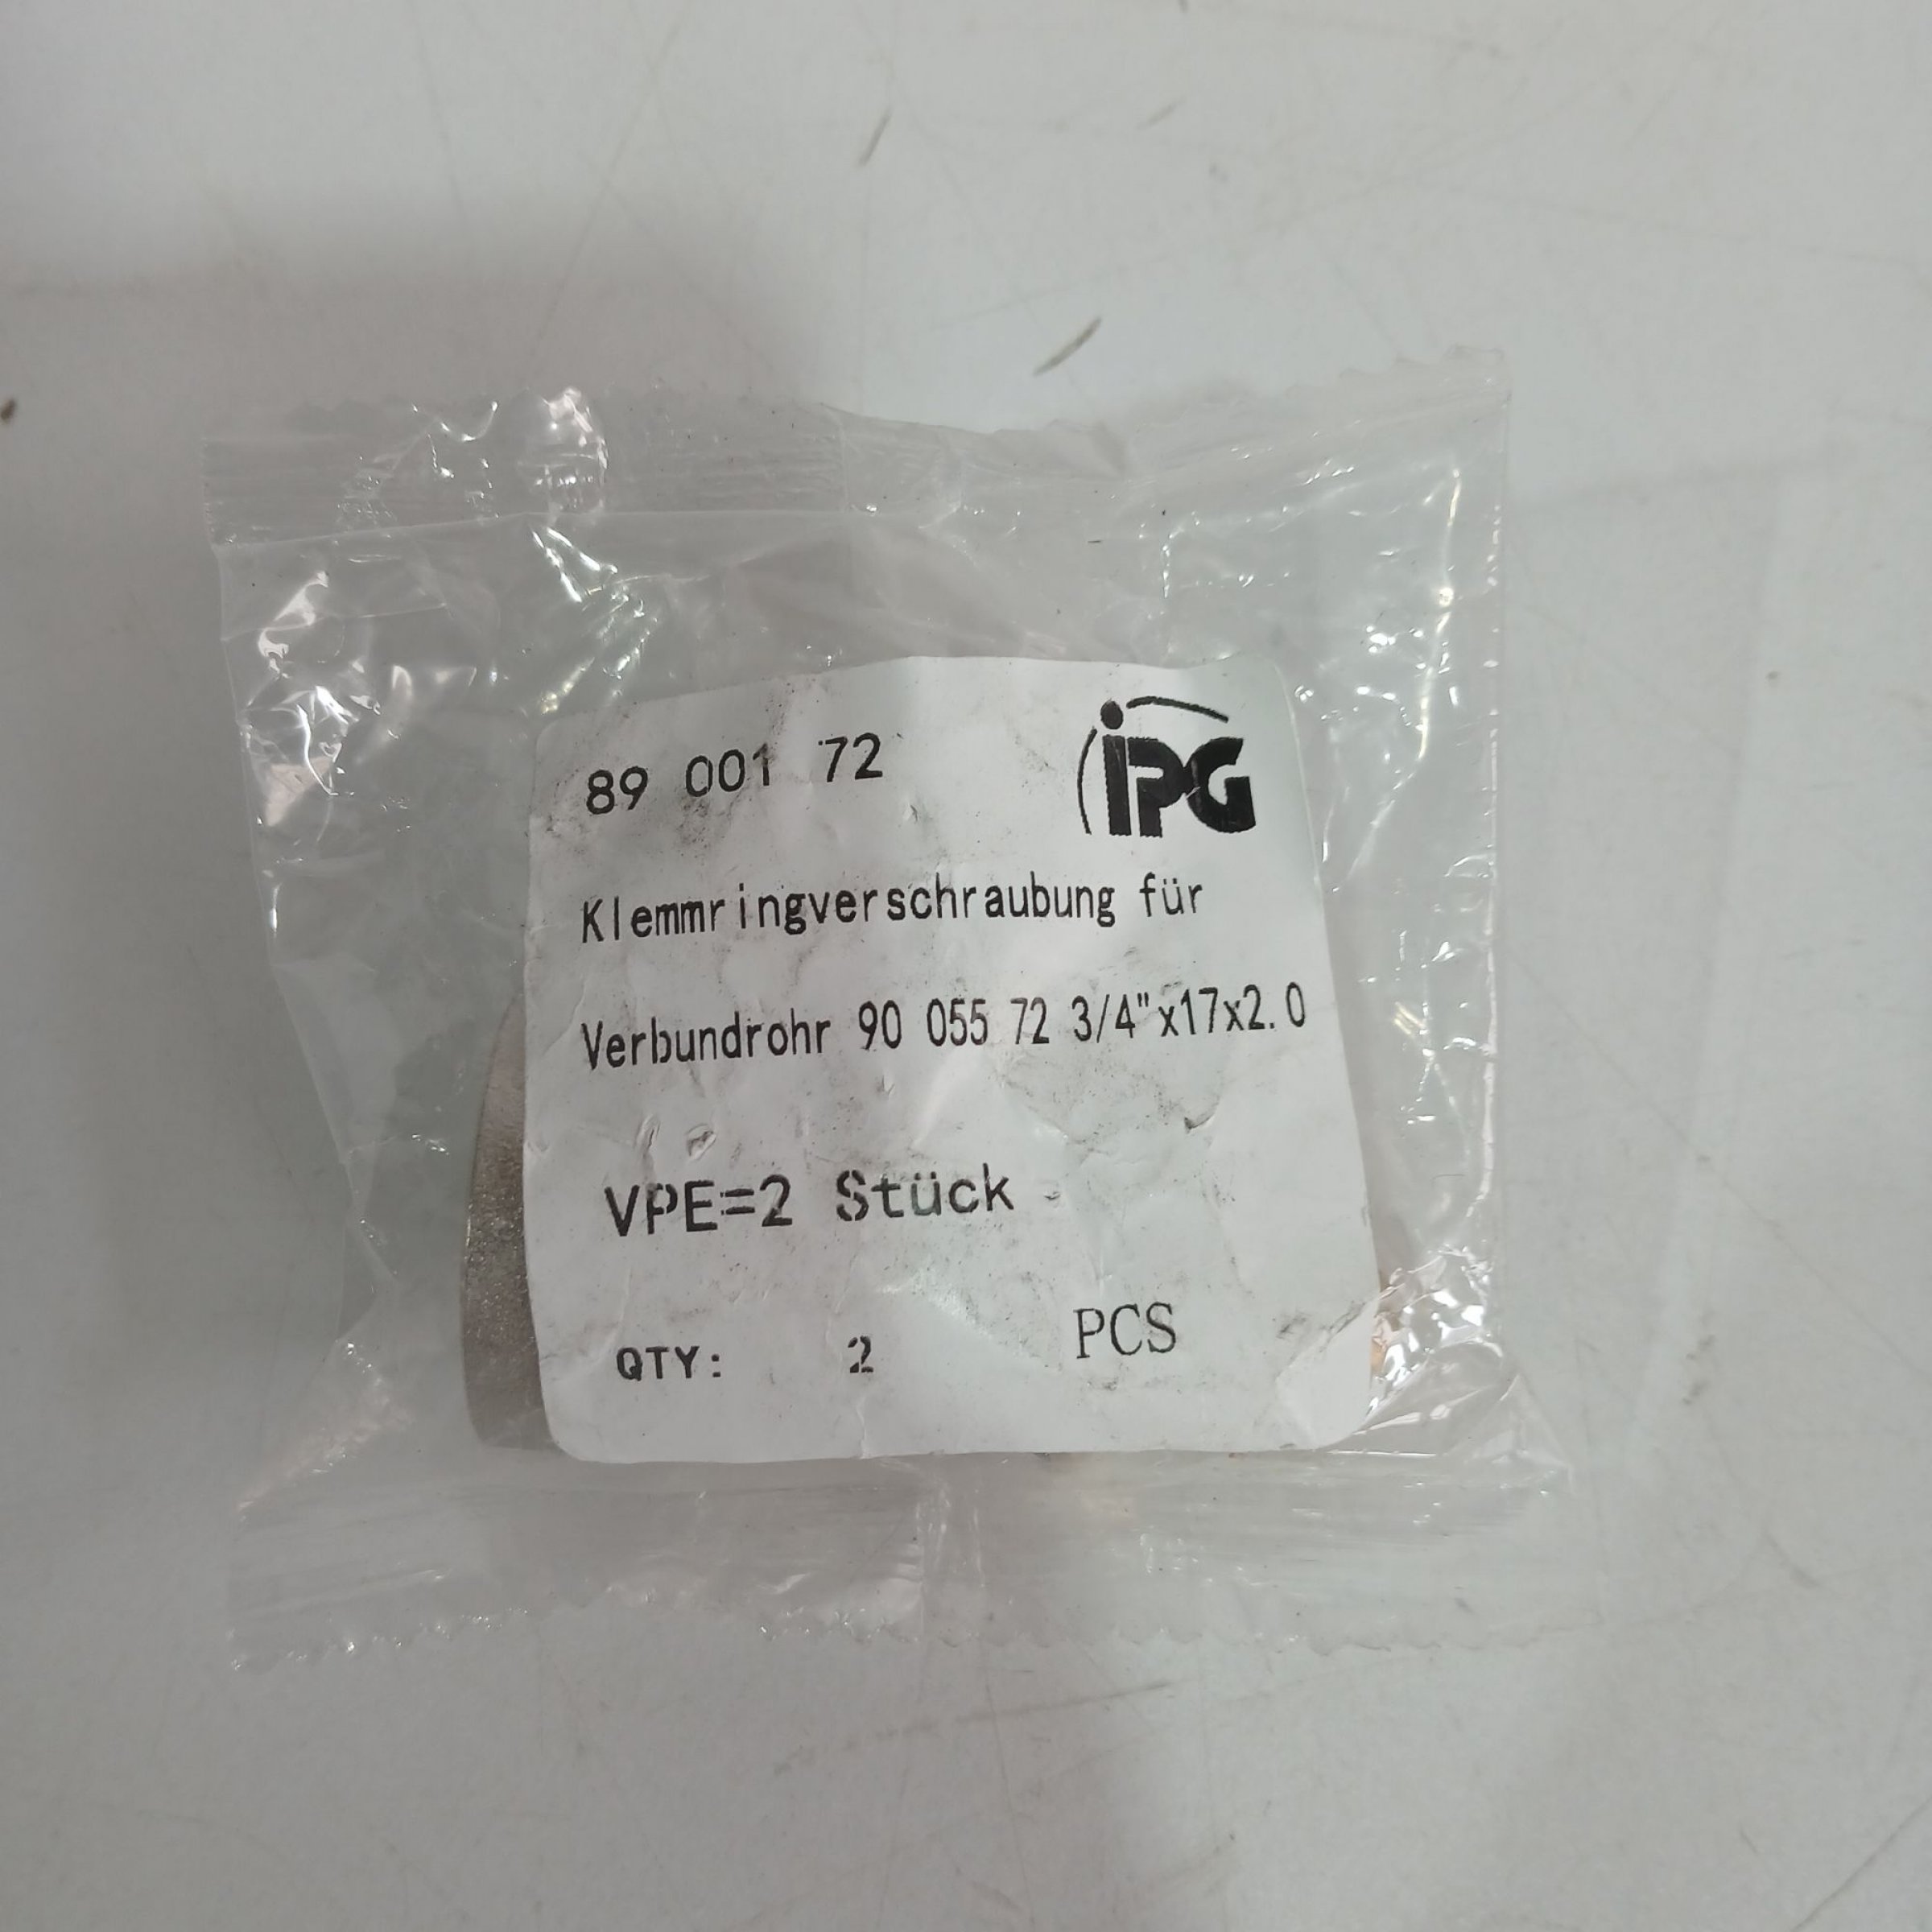 89 001 72
iPG
Klemmringverschraubung für
Verbundrohr 90 055 72 3/4"x17x2.0
VPE=2 Stück
QTY: 2 PCS